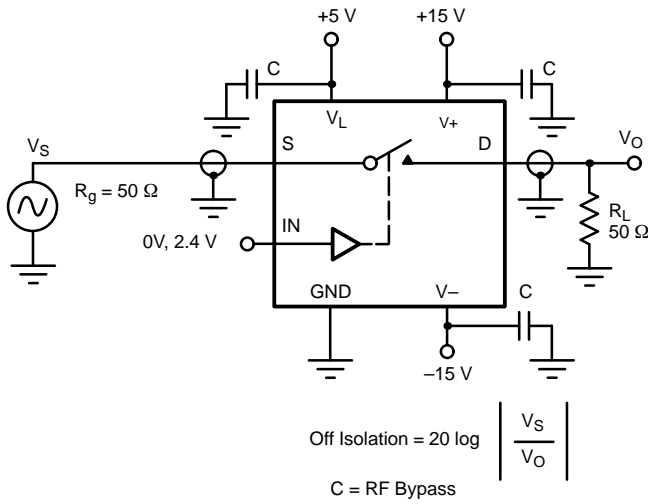 +5 V
+15 V
C
C
V_L
V+
V_S
S
D
V_O
R_g = 50 Ω
R_L
50 Ω
IN
0V, 2.4 V
GND
V–
C
–15 V
Off Isolation = 20 log | V_S / V_O |
C = RF Bypass